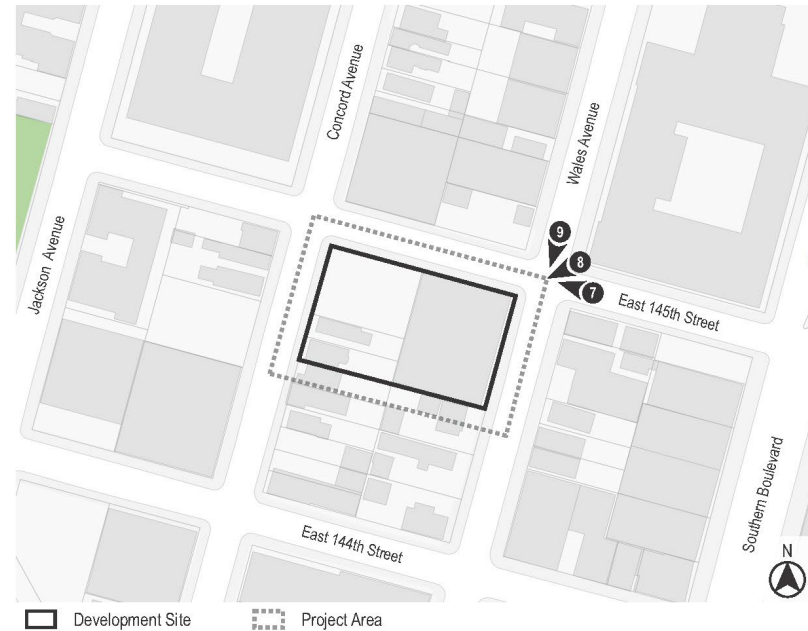 Concord Avenue
Wales Avenue
Jackson Avenue
9
8
7
East 145th Street
Southern Boulevard
East 144th Street
N
Development Site
Project Area